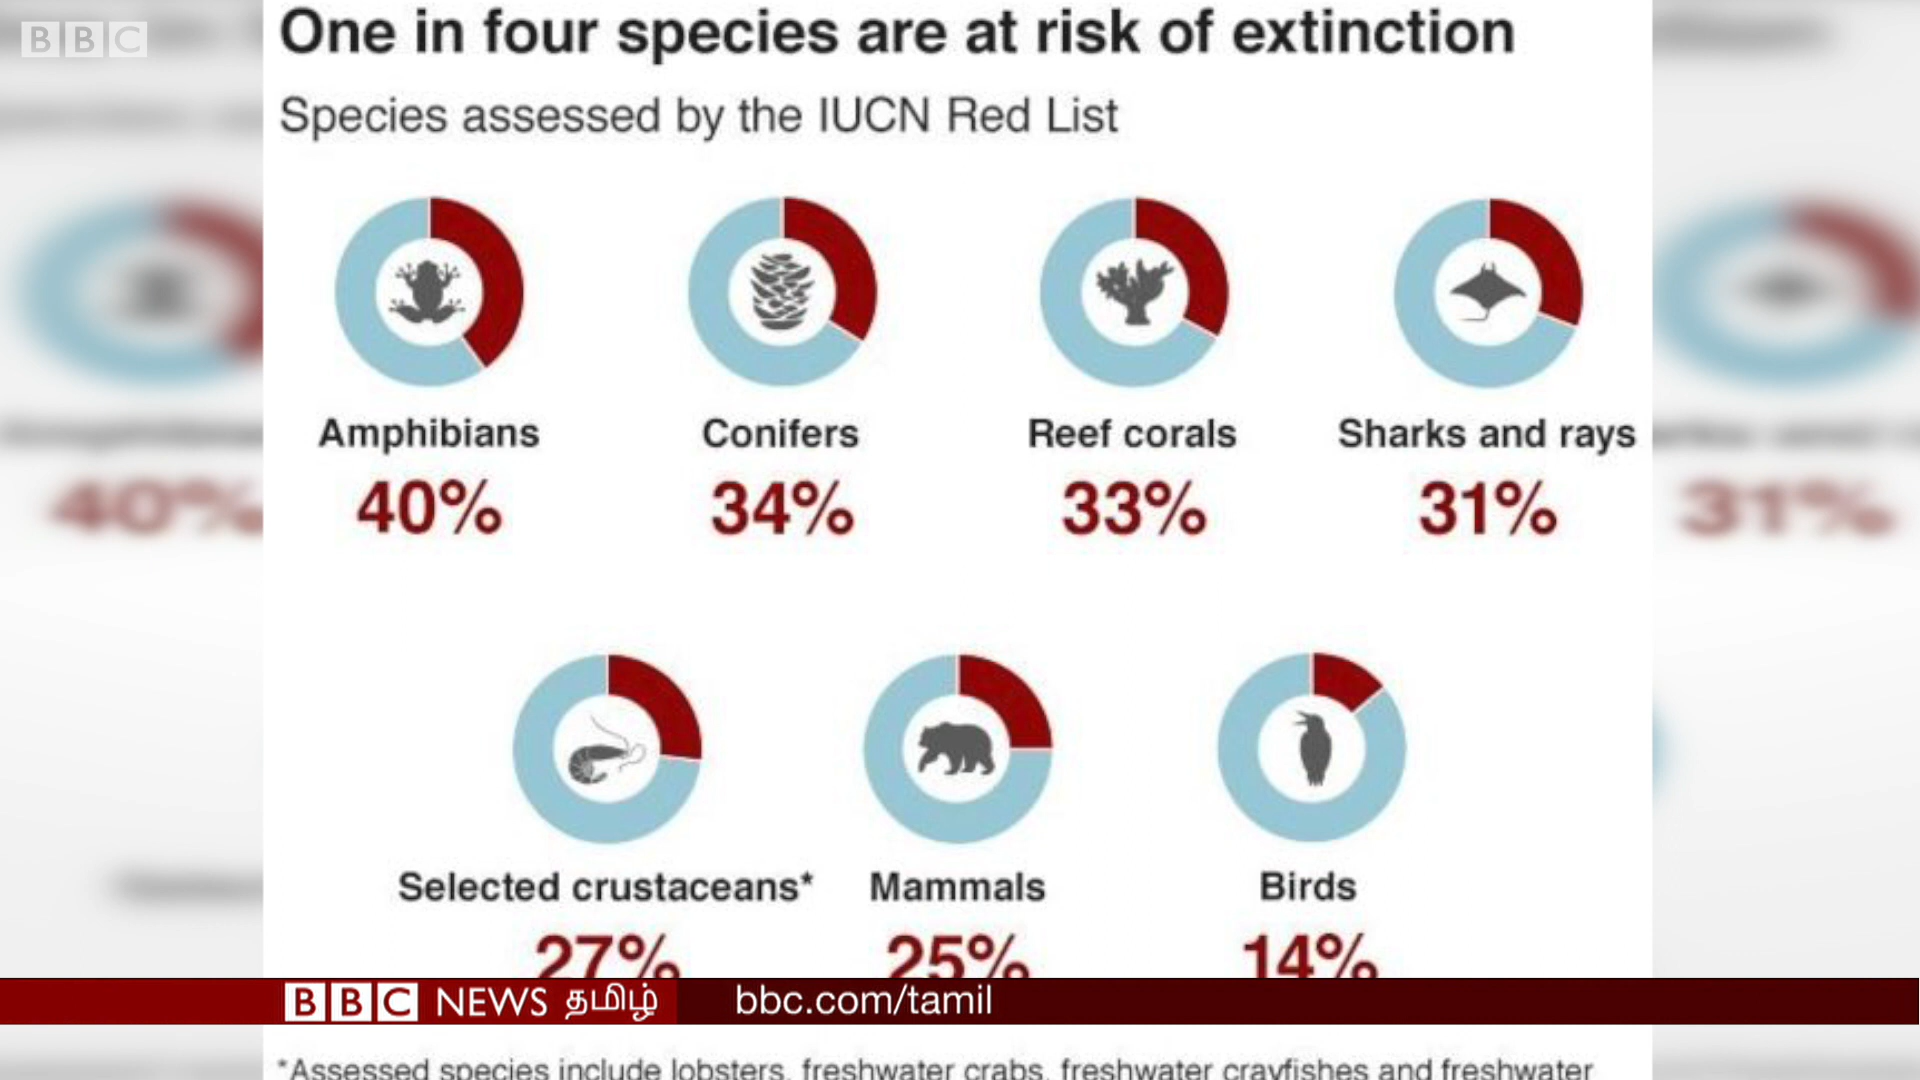 BBC
One in four species are at risk of extinction
Species assessed by the IUCN Red List
Amphibians Conifers Reef corals Sharks and rays
40% 34% 33% 31%
Selected crustaceans* Mammals Birds
27% 25% 14%
BBC NEWS தமிழ் bbc.com/tamil
*Assessed species include lobsters, freshwater crabs, freshwater crayfishes and freshwater